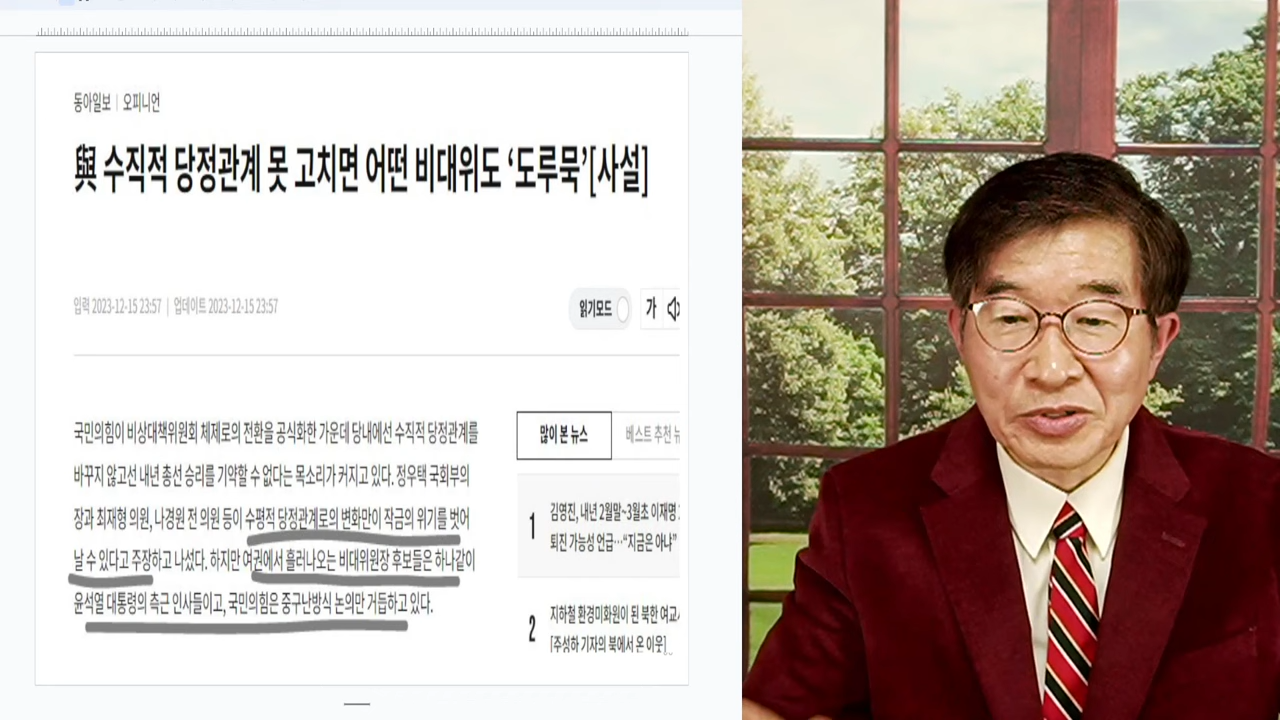 동아일보 | 오피니언
與 수직적 당정관계 못 고치면 어떤 비대위도 ‘도루묵’[사설]
입력 2023-12-15 23:57 | 업데이트 2023-12-15 23:57
읽기모드 가
국민의힘이 비상대책위원회 체제로의 전환을 공식화한 가운데 당내에선 수직적 당정관계를
바꾸지 않고선 내년 총선 승리를 기약할 수 없다는 목소리가 커지고 있다. 정우택 국회부의
장과 최재형 의원, 나경원 전 의원 등이 수평적 당정관계로의 변화만이 작금의 위기를 벗어
날 수 있다고 주장하고 나섰다. 하지만 여권에서 흘러나오는 비대위원장 후보들은 하나같이
윤석열 대통령의 측근 인사들이고, 국민의힘은 중구난방식 논의만 거듭하고 있다.
많이 본 뉴스 베스트 추천
1 김영진, 내년 2월말~3월초 이재명
퇴진 가능성 언급…“지금은 아냐”
2 지하철 환경미화원이 된 북한 여교
[주성하 기자의 북에서 온 이웃]